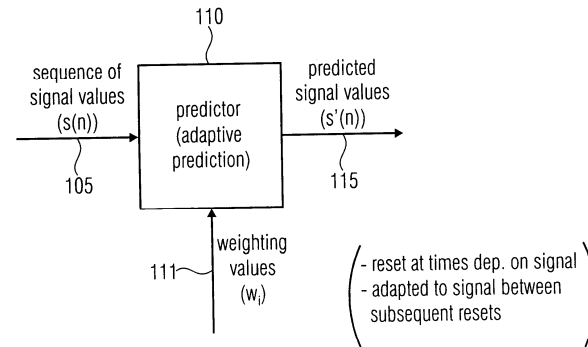 110
sequence of
signal values
(s(n))
105
predictor
(adaptive
prediction)
predicted
signal values
(s'(n))
115
111
weighting
values
(wᵢ)
- reset at times dep. on signal
- adapted to signal between
subsequent resets